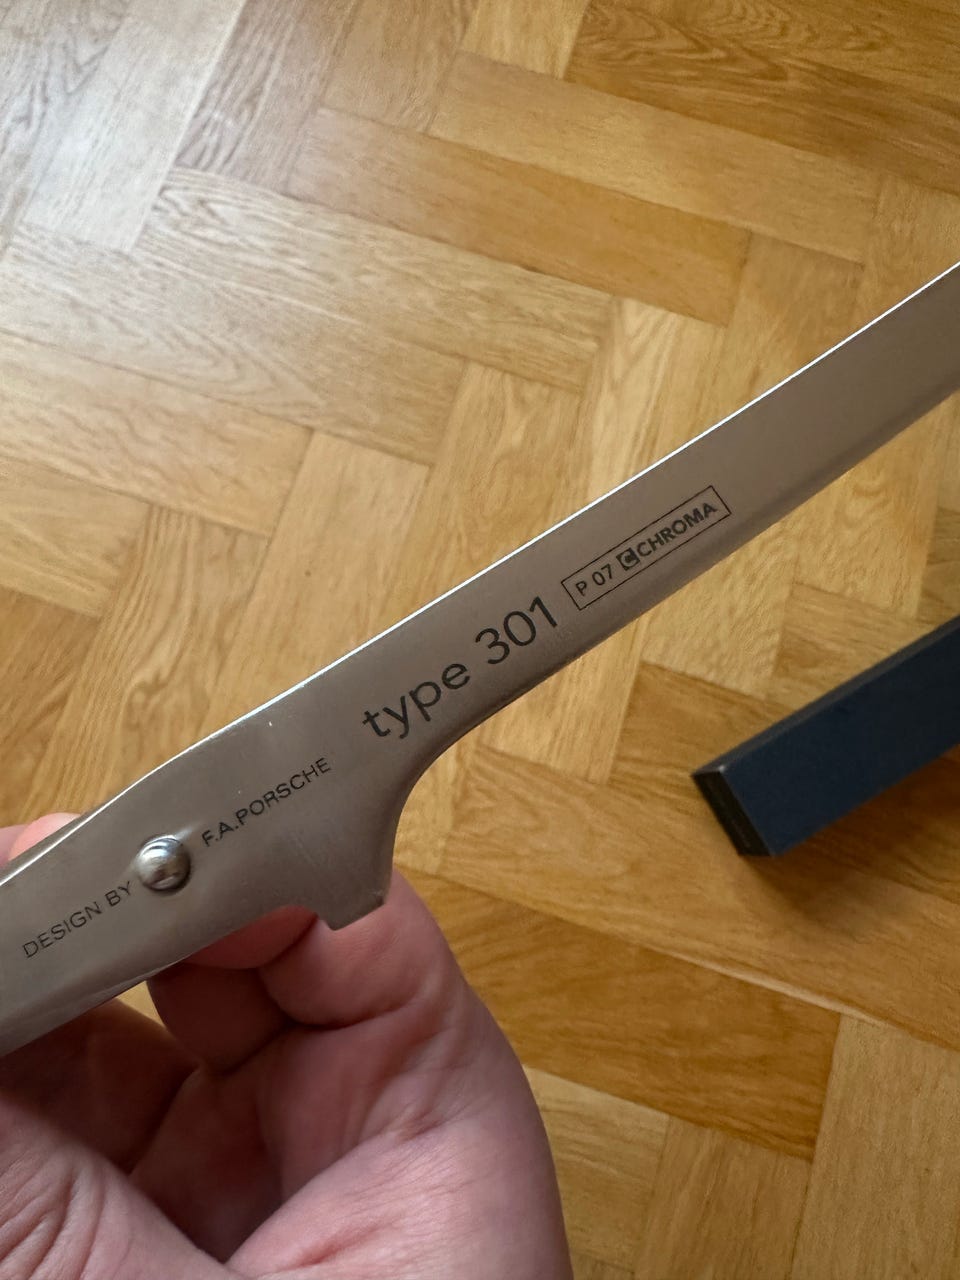 DESIGN BY F.A.PORSCHE
type 301
P 07 C CHROMA